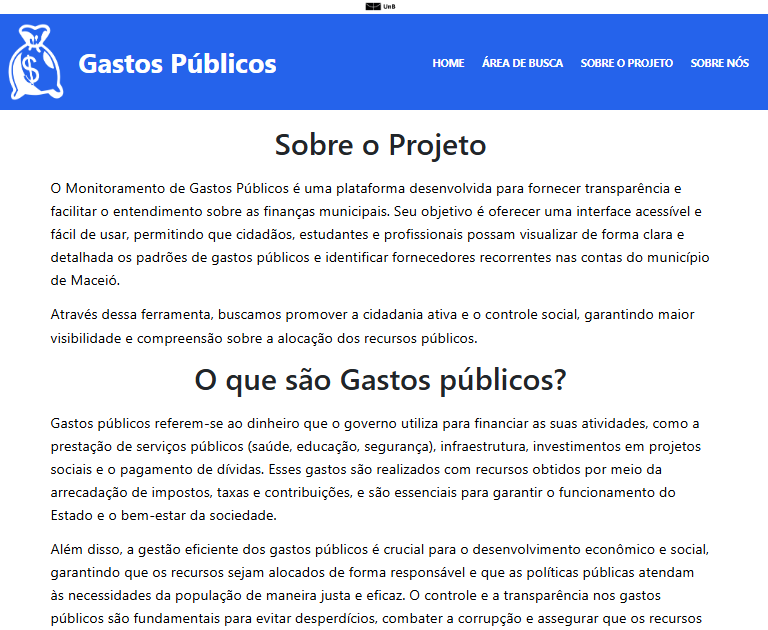 UnB
$
Gastos Públicos
HOME ÁREA DE BUSCA SOBRE O PROJETO SOBRE NÓS
Sobre o Projeto
O Monitoramento de Gastos Públicos é uma plataforma desenvolvida para fornecer transparência e
facilitar o entendimento sobre as finanças municipais. Seu objetivo é oferecer uma interface acessível e
fácil de usar, permitindo que cidadãos, estudantes e profissionais possam visualizar de forma clara e
detalhada os padrões de gastos públicos e identificar fornecedores recorrentes nas contas do município
de Maceió.
Através dessa ferramenta, buscamos promover a cidadania ativa e o controle social, garantindo maior
visibilidade e compreensão sobre a alocação dos recursos públicos.
O que são Gastos públicos?
Gastos públicos referem-se ao dinheiro que o governo utiliza para financiar as suas atividades, como a
prestação de serviços públicos (saúde, educação, segurança), infraestrutura, investimentos em projetos
sociais e o pagamento de dívidas. Esses gastos são realizados com recursos obtidos por meio da
arrecadação de impostos, taxas e contribuições, e são essenciais para garantir o funcionamento do
Estado e o bem-estar da sociedade.
Além disso, a gestão eficiente dos gastos públicos é crucial para o desenvolvimento econômico e social,
garantindo que os recursos sejam alocados de forma responsável e que as políticas públicas atendam
às necessidades da população de maneira justa e eficaz. O controle e a transparência nos gastos
públicos são fundamentais para evitar desperdícios, combater a corrupção e assegurar que os recursos